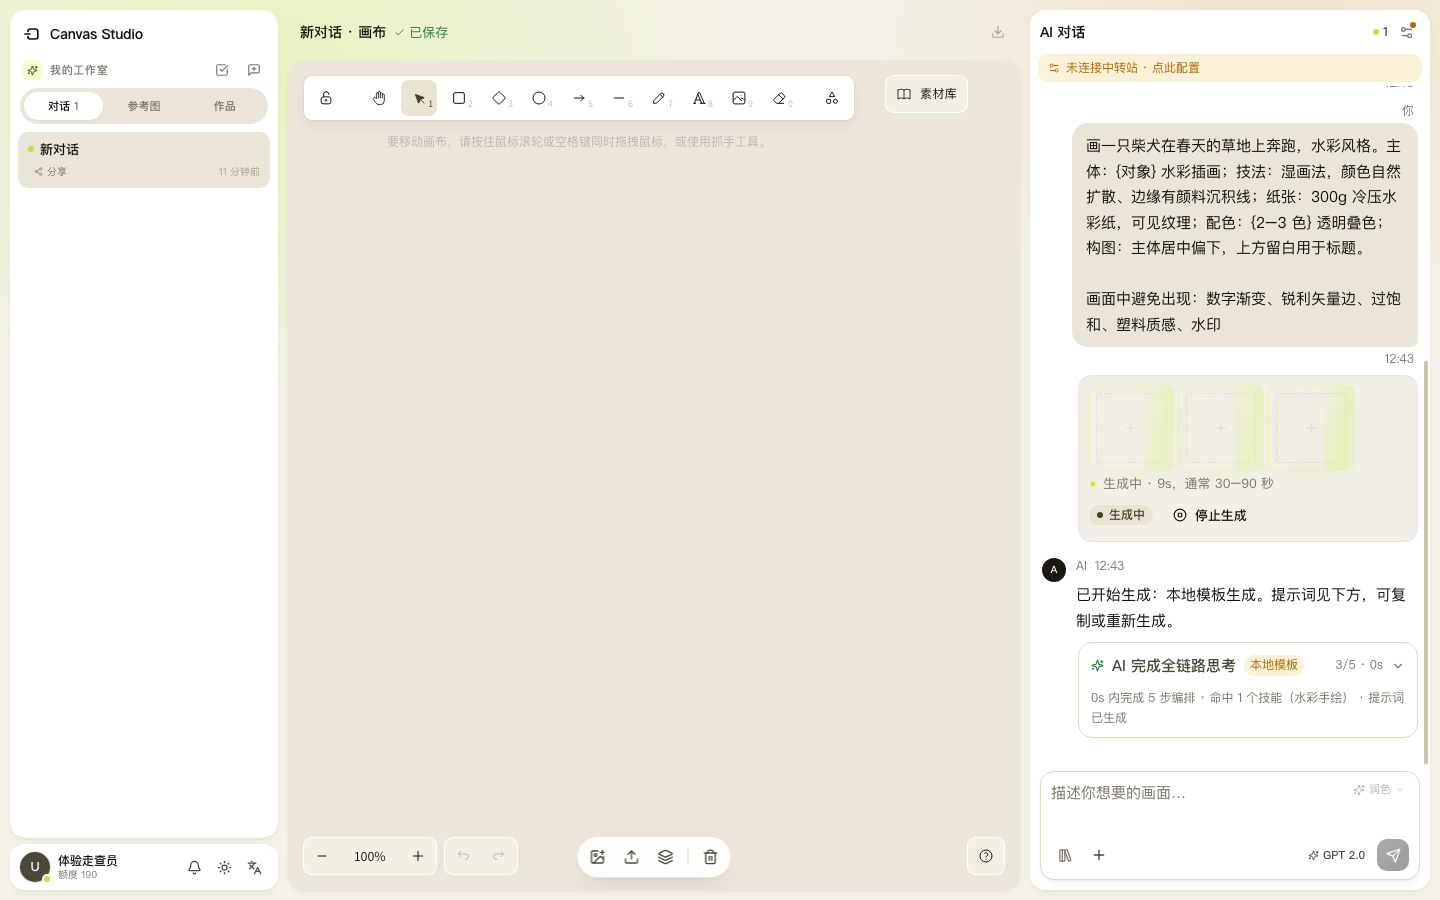 Canvas Studio
我的工作室
对话 1
参考图
作品
新对话
分享
11 分钟前
U
体验走查员
额度 190
新对话 · 画布
已保存
1
2
3
4
5
6
7
8
9
0
素材库
要移动画布，请按住鼠标滚轮或空格键同时拖拽鼠标，或使用抓手工具。
100%
AI 对话
1
未连接中转站 · 点此配置
你
画一只柴犬在春天的草地上奔跑，水彩风格。主
体：{对象} 水彩插画；技法：湿画法，颜色自然
扩散、边缘有颜料沉积线；纸张：300g 冷压水
彩纸，可见纹理；配色：{2—3 色} 透明叠色；
构图：主体居中偏下，上方留白用于标题。
画面中避免出现：数字渐变、锐利矢量边、过饱
和、塑料质感、水印
12:43
生成中 · 9s，通常 30—90 秒
生成中
停止生成
A
AI 12:43
已开始生成：本地模板生成。提示词见下方，可复
制或重新生成。
AI 完成全链路思考
本地模板
3/5 · 0s
0s 内完成 5 步编排 · 命中 1 个技能（水彩手绘） · 提示词
已生成
描述你想要的画面...
润色
GPT 2.0